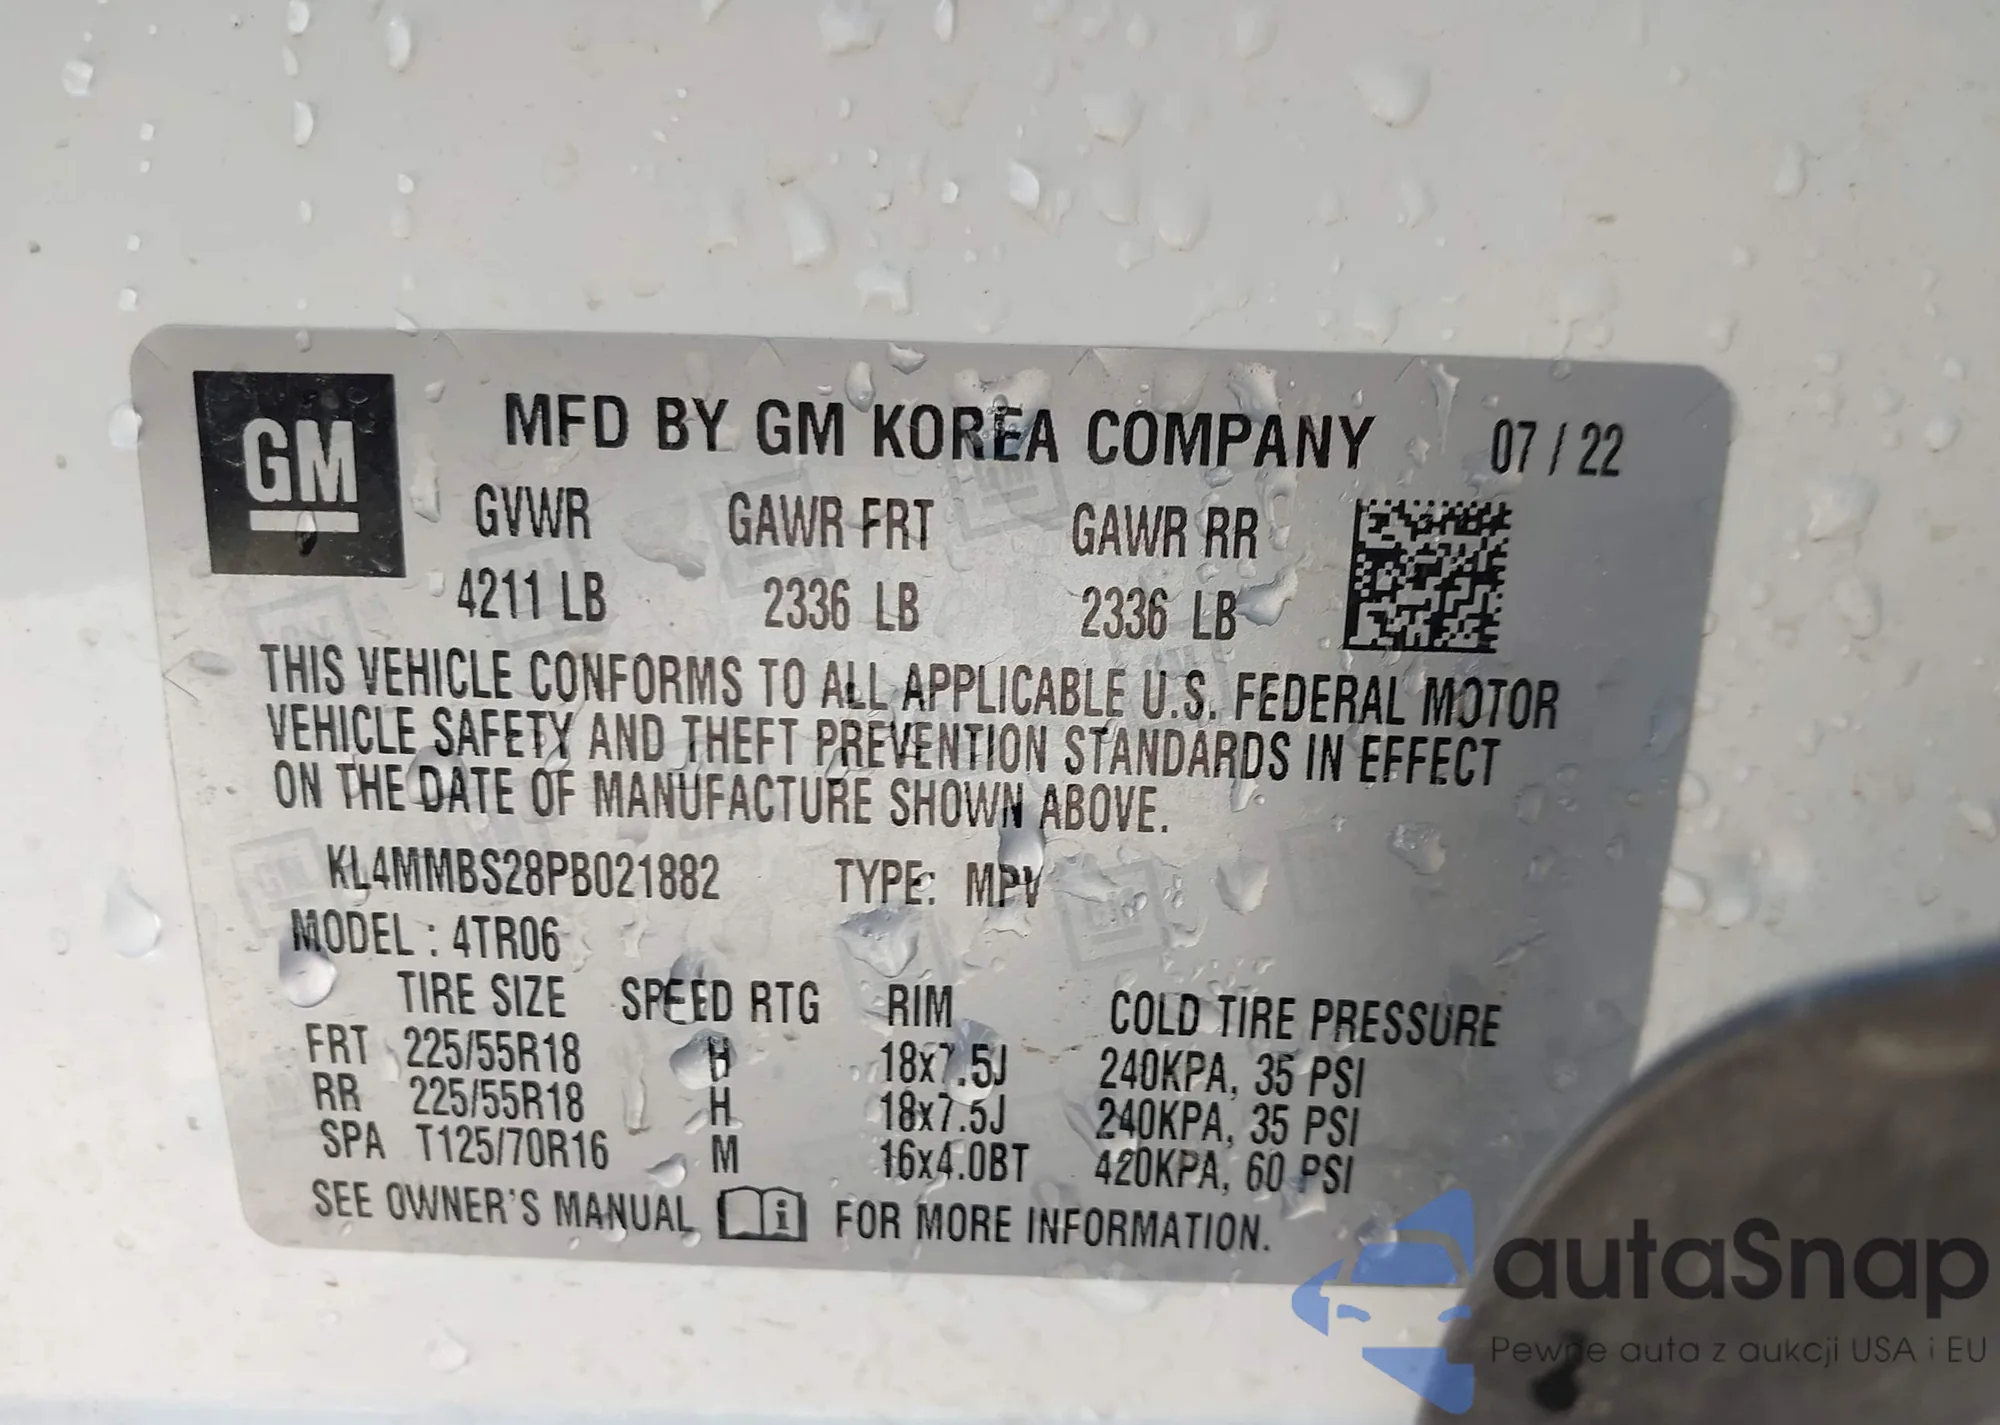 GM
MFD BY GM KOREA COMPANY 07 / 22
GVWR GAWR FRT GAWR RR
4211 LB 2336 LB 2336 LB
THIS VEHICLE CONFORMS TO ALL APPLICABLE U.S. FEDERAL MOTOR
VEHICLE SAFETY AND THEFT PREVENTION STANDARDS IN EFFECT
ON THE DATE OF MANUFACTURE SHOWN ABOVE.
KL4MMBS28PB021882 TYPE: MPV
MODEL : 4TR06
TIRE SIZE SPEED RTG RIM COLD TIRE PRESSURE
FRT 225/55R18 H 18x7.5J 240KPA, 35 PSI
RR 225/55R18 H 18x7.5J 240KPA, 35 PSI
SPA T125/70R16 M 16x4.0BT 420KPA, 60 PSI
SEE OWNER'S MANUAL FOR MORE INFORMATION.
autaSnap
Pewne auta z aukcji USA i EU